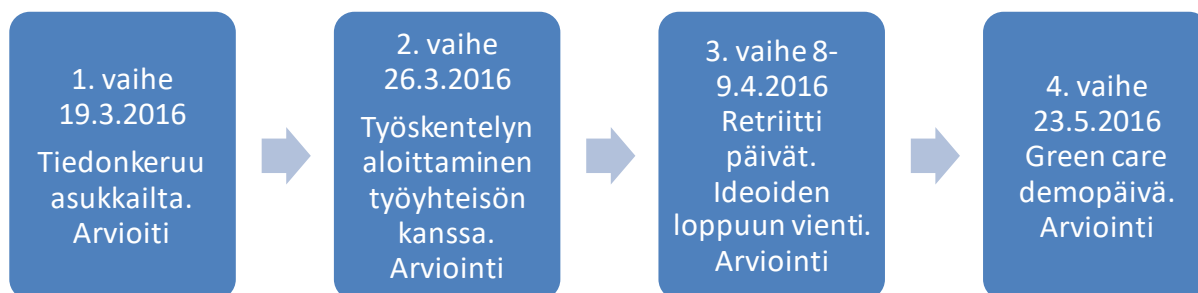 1. vaihe
19.3.2016
Tiedonkeruu
asukkailta.
Arvioiti
2. vaihe
26.3.2016
Työskentelyn
aloittaminen
työyhteisön
kanssa.
Arviointi
3. vaihe 8-
9.4.2016
Retriitti
päivät.
Ideoiden
loppuun vienti.
Arviointi
4. vaihe
23.5.2016
Green care
demopäivä.
Arviointi